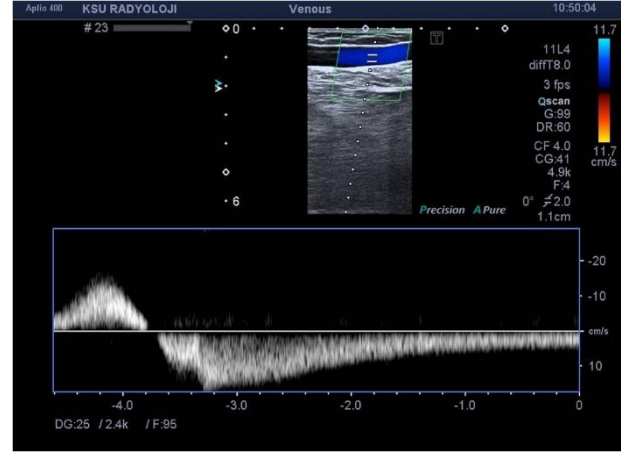 Aplio 400 KSU RADYOLOJI Venous 10:50:04
# 23
0
11.7
11L4
diffT8.0
3 fps
Qscan
G:99
DR:60
CF 4.0
CG:41
4.9k
F:4
11.7
cm/s
0° 2.0
1.1cm
6
T
Precision A Pure
-20
-10
cm/s
10
-4.0 -3.0 -2.0 -1.0 0
DG:25 / 2.4k / F:95